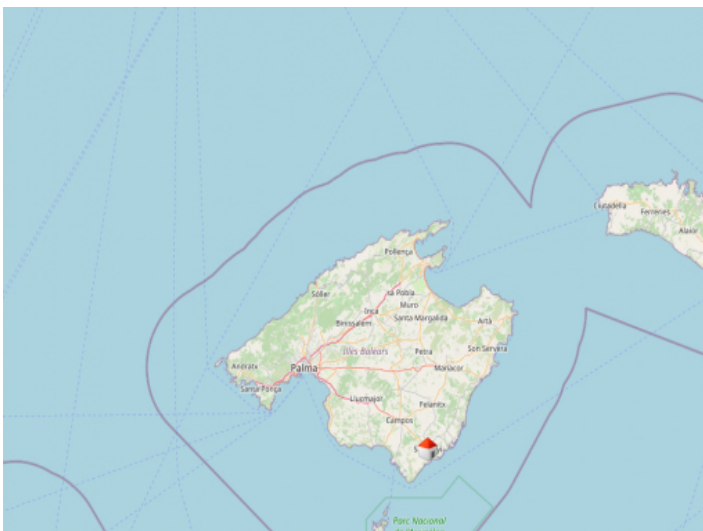 Ciutadella
Ferreries
Alaior
Pollença
sa Pobla
Sóller
Muro
Inca
Santa Margalida
Binissalem
Artà
Illes Balears
Petra
Son Servera
Andratx
Palma
Manacor
Santa Ponça
Llucmajor
Felanitx
Campos
Parc Nacional